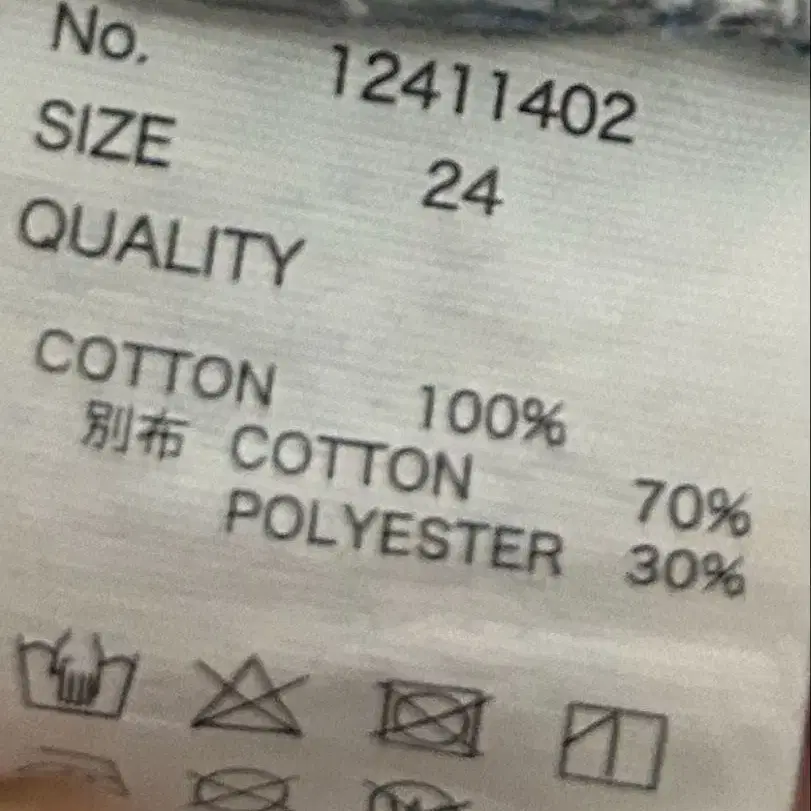 No. 12411402
SIZE 24
QUALITY
COTTON 100%
別布 COTTON 70%
POLYESTER 30%